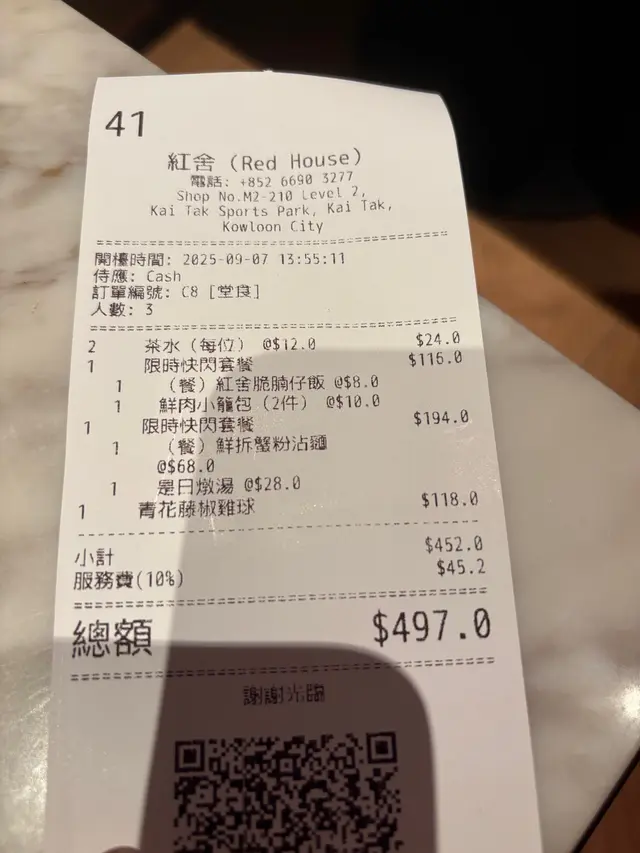 41
紅舍 (Red House)
電話: +852 6690 3277
Shop No.M2-210 Level 2,
Kai Tak Sports Park, Kai Tak,
Kowloon City
開檯時間: 2025-09-07 13:55:11
侍應: Cash
訂單編號: C8 [堂食]
人數: 3
2 茶水 (每位) @$12.0 $24.0
1 限時快閃套餐 $116.0
1 (餐) 紅舍脆腩仔飯 @$8.0
1 鮮肉小籠包 (2件) @$10.0
1 限時快閃套餐 $194.0
1 (餐) 鮮拆蟹粉沾麵
@$68.0
1 是日燉湯 @$28.0
1 青花藤椒雞球 $118.0
小計 $452.0
服務費(10%) $45.2
總額 $497.0
謝謝光臨